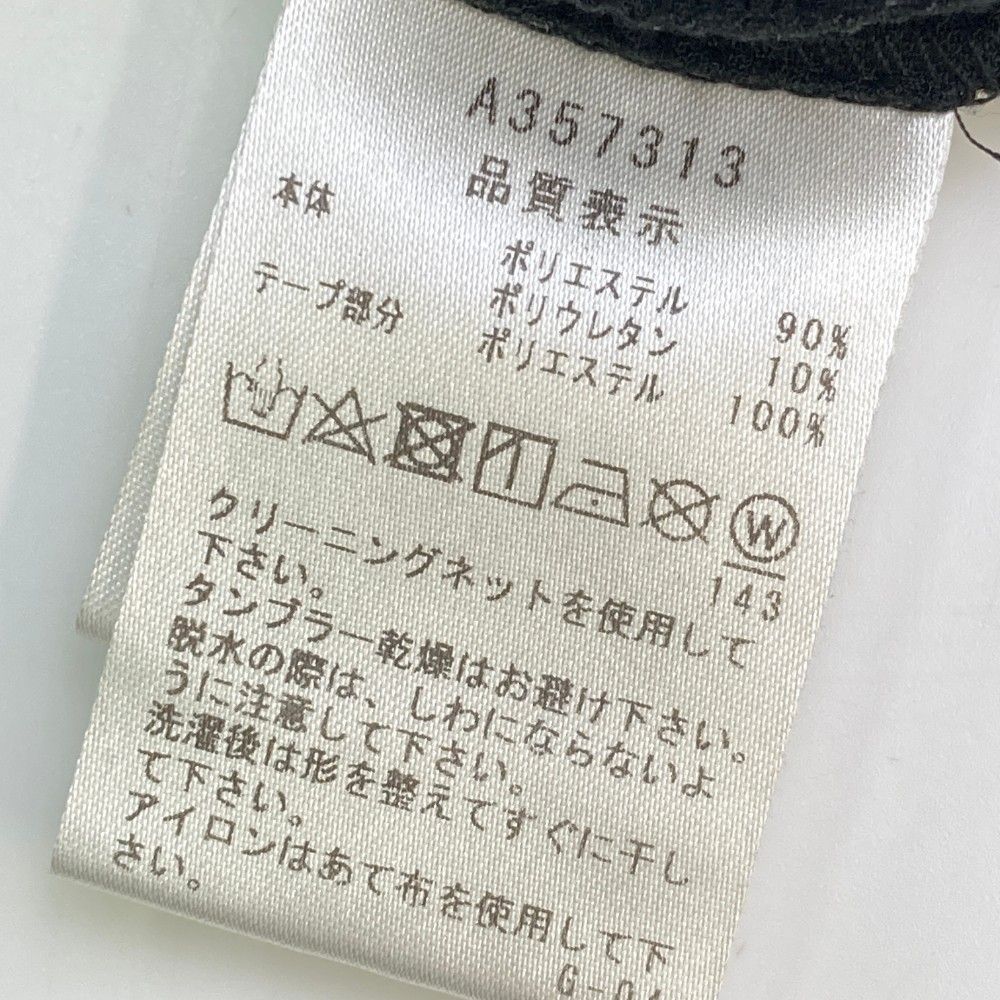 A357313
品質表示
本体 ポリエステル 90%
ポリウレタン 10%
テープ部分 ポリエステル 100%
W
143
クリーニングネットを使用して
下さい。
タンブラー乾燥はお避け下さい。
脱水の際は、しわにならないよ
うに注意して下さい。
洗濯後は形を整えてすぐに干し
て下さい。
アイロンはあて布を使用して下
さい。